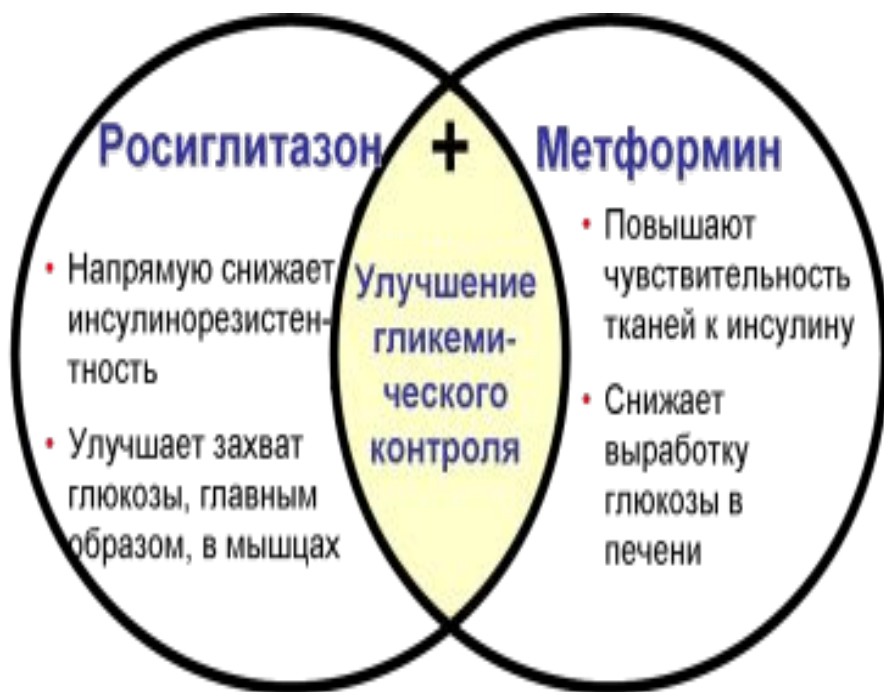 Росиглитазон
• Напрямую снижает
инсулинорезистен-
тность
• Улучшает захват
глюкозы, главным
образом, в мышцах
+
Улучшение
гликеми-
ческого
контроля
Метформин
• Повышают
чувствительность
тканей к инсулину
• Снижает
выработку
глюкозы в
печени